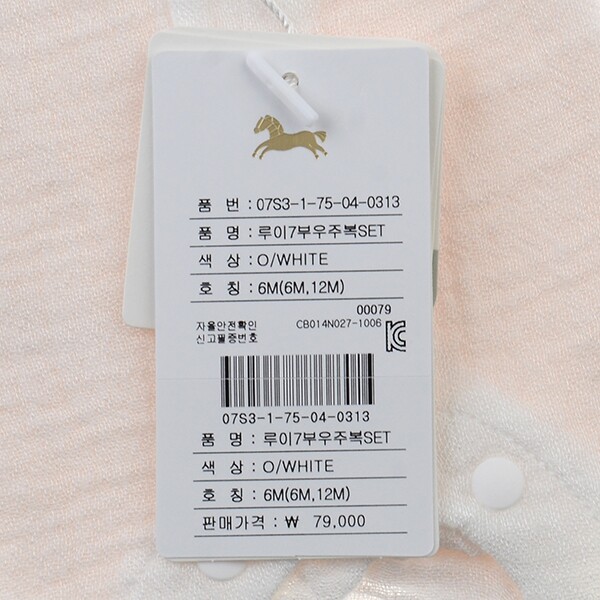 품 번 : 07S3-1-75-04-0313
품 명 : 루이7부우주복SET
색 상 : O/WHITE
호 칭 : 6M(6M,12M)
00079
자율안전확인 CB014N027-1006
신고필증번호
07S3-1-75-04-0313
품 명 : 루이7부우주복SET
색 상 : O/WHITE
호 칭 : 6M(6M,12M)
판매가격 : ₩ 79,000